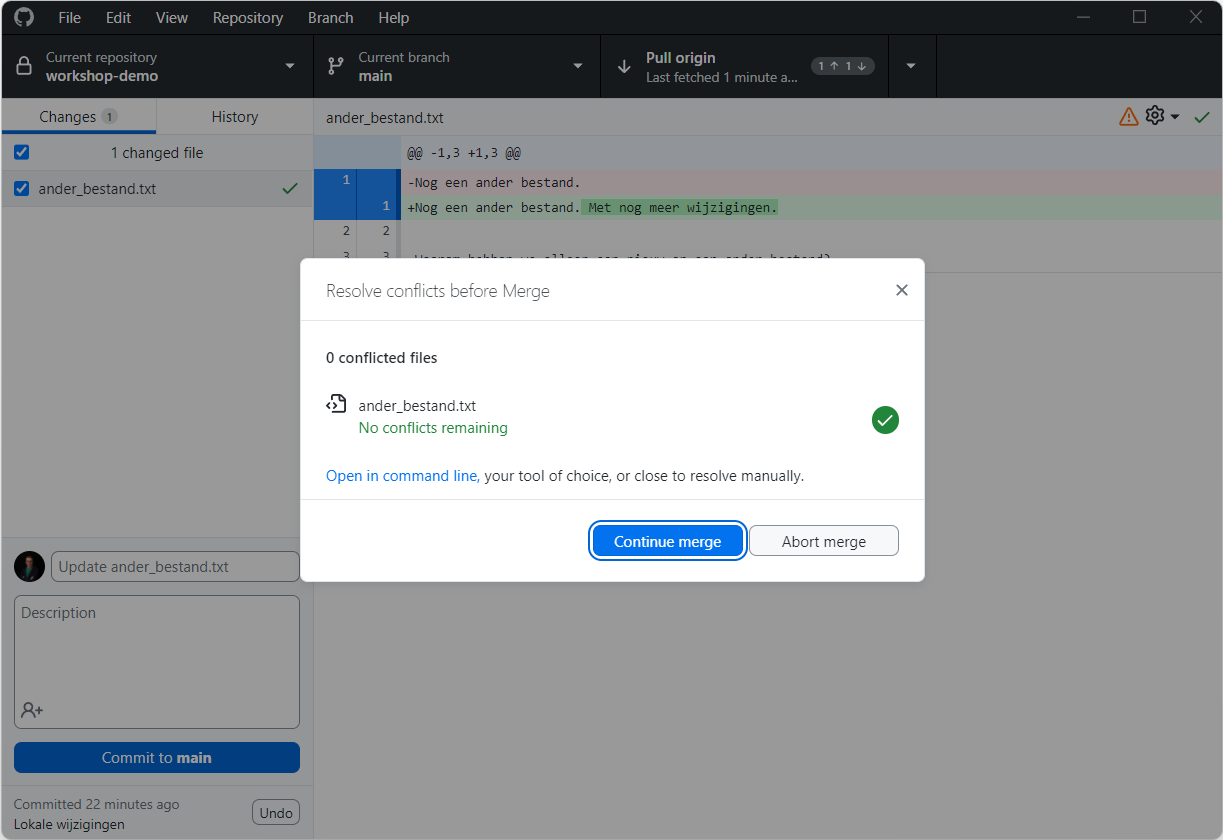 File Edit View Repository Branch Help
Current repository
workshop-demo
Current branch
main
Pull origin
Last fetched 1 minute a...
1 ↑ 1 ↓
Changes 1
History
1 changed file
ander_bestand.txt
ander_bestand.txt
@@ -1,3 +1,3 @@
1 -Nog een ander bestand.
1 +Nog een ander bestand. Met nog meer wijzigingen.
2 2
3 3
Resolve conflicts before Merge
0 conflicted files
ander_bestand.txt
No conflicts remaining
Open in command line, your tool of choice, or close to resolve manually.
Continue merge
Abort merge
Update ander_bestand.txt
Description
Commit to main
Committed 22 minutes ago
Lokale wijzigingen
Undo